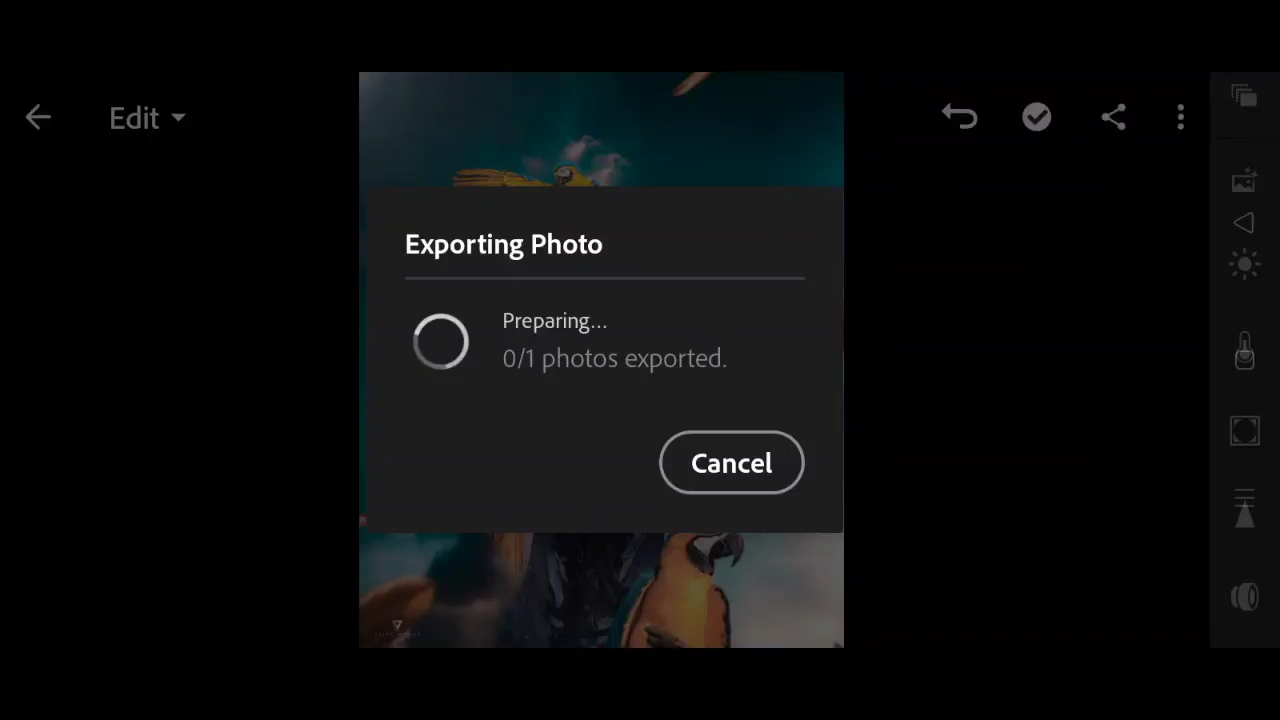 Edit
Exporting Photo
Preparing...
0/1 photos exported.
Cancel